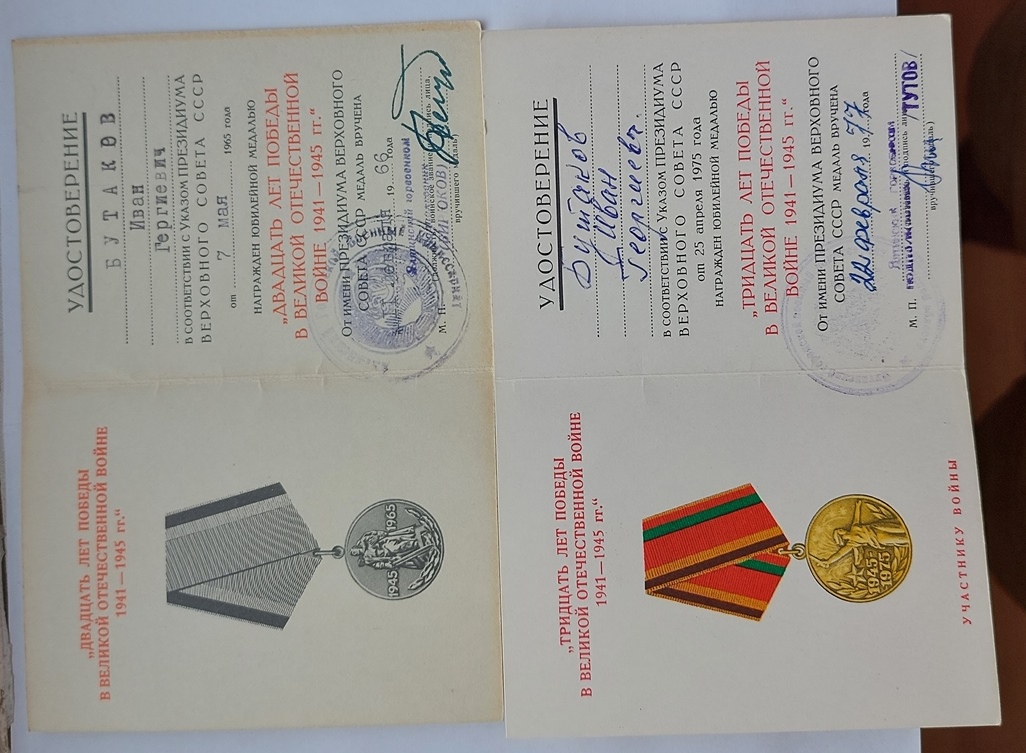 „ДВАДЦАТЬ ЛЕТ ПОБЕДЫ
В ВЕЛИКОЙ ОТЕЧЕСТВЕННОЙ ВОЙНЕ
1941—1945 гг.“
1945 1965
УДОСТОВЕРЕНИЕ
БУТАКОВ
Иван
Гергиевич
В СООТВЕТСТВИИ С УКАЗОМ ПРЕЗИДИУМА
ВЕРХОВНОГО СОВЕТА СССР
от 7 мая 1965 года
НАГРАЖДЕН ЮБИЛЕЙНОЙ МЕДАЛЬЮ
„ДВАДЦАТЬ ЛЕТ ПОБЕДЫ
В ВЕЛИКОЙ ОТЕЧЕСТВЕННОЙ
ВОЙНЕ 1941—1945 гг.“
ОТ ИМЕНИ ПРЕЗИДИУМА ВЕРХОВНОГО
СОВЕТА СССР МЕДАЛЬ ВРУЧЕНА
19 66 года
М. П.
вручившего
„ТРИДЦАТЬ ЛЕТ ПОБЕДЫ
В ВЕЛИКОЙ ОТЕЧЕСТВЕННОЙ ВОЙНЕ
1941—1945 гг.“
1945
1975
УЧАСТНИКУ ВОЙНЫ
УДОСТОВЕРЕНИЕ
Бутаков
Иван
Георгиевич.
В СООТВЕТСТВИИ С УКАЗОМ ПРЕЗИДИУМА
ВЕРХОВНОГО СОВЕТА СССР
от 25 апреля 1975 года
НАГРАЖДЕН ЮБИЛЕЙНОЙ МЕДАЛЬЮ
„ТРИДЦАТЬ ЛЕТ ПОБЕДЫ
В ВЕЛИКОЙ ОТЕЧЕСТВЕННОЙ
ВОЙНЕ 1941—1945 гг.“
ОТ ИМЕНИ ПРЕЗИДИУМА ВЕРХОВНОГО
СОВЕТА СССР МЕДАЛЬ ВРУЧЕНА
февраля 1977 года
М. П. /ТУТОВ/